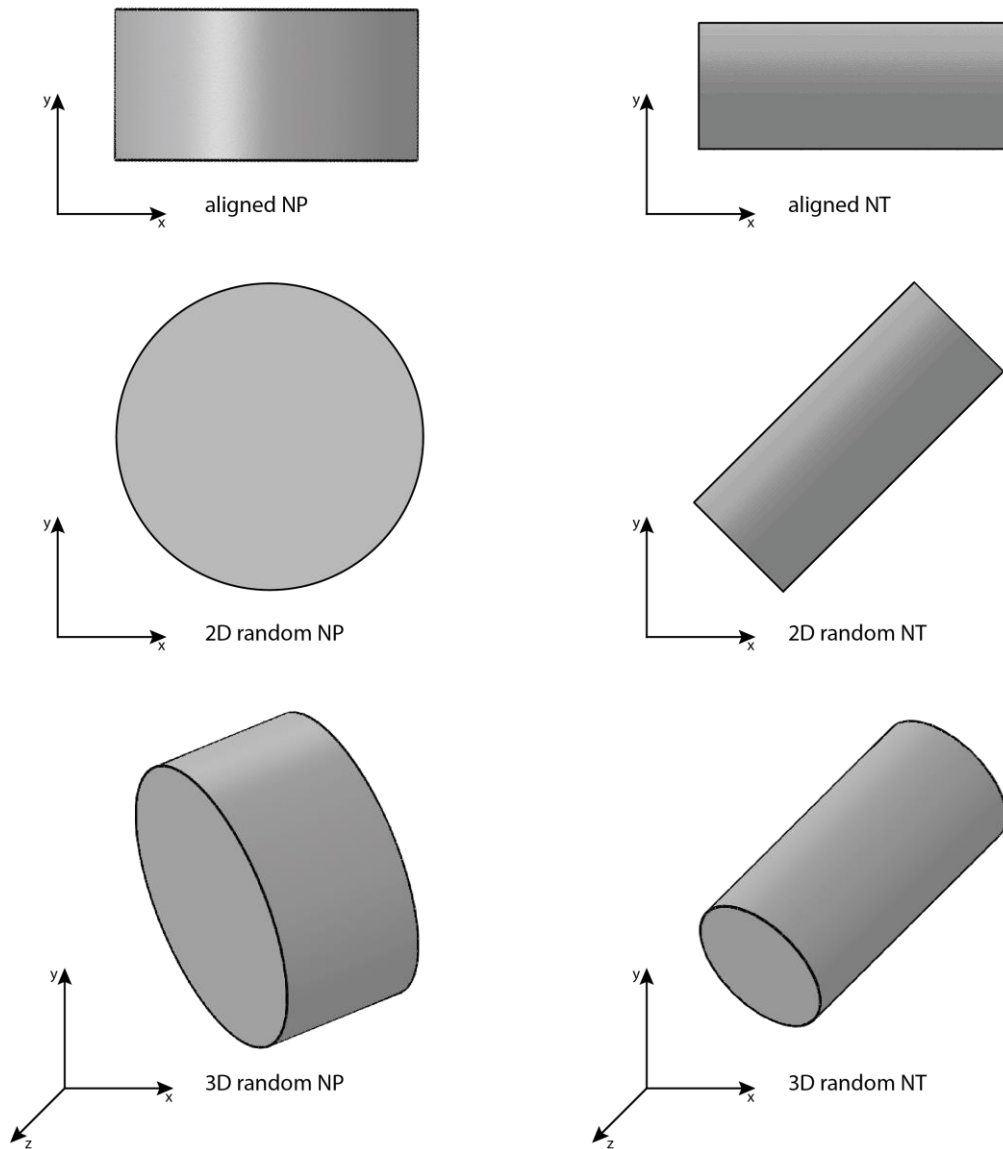 y
x
aligned NP
y
x
aligned NT
y
x
2D random NP
y
x
2D random NT
y
x
z
3D random NP
y
x
z
3D random NT